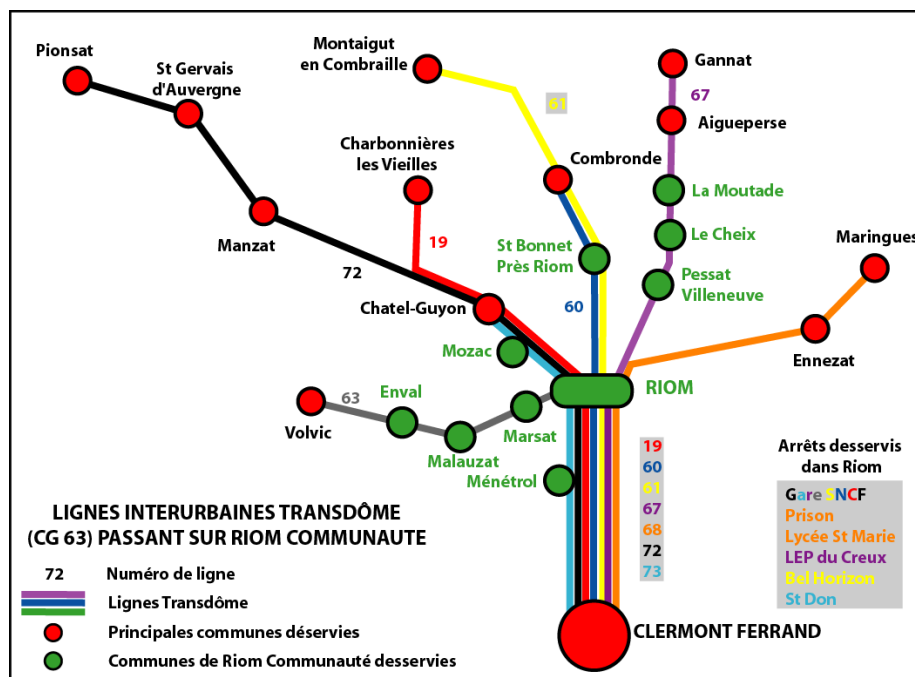 Pionsat
St Gervais
d'Auvergne
Montaigut
en Combraille
Gannat
67
61
Aigueperse
Charbonnières
les Vieilles
Combronde
La Moutade
19
Manzat
72
St Bonnet
Près Riom
Le Cheix
Maringues
Pessat
Villeneuve
Chatel-Guyon
60
Ennezat
Mozac
Enval
63
RIOM
Volvic
Marsat
Malauzat
Ménétrol
19
60
61
67
68
72
73
Arrêts desservis
dans Riom
Gare SNCF
Prison
Lycée St Marie
LEP du Creux
Bel Horizon
St Don
LIGNES INTERURBAINES TRANSDÔME
(CG 63) PASSANT SUR RIOM COMMUNAUTE
72 Numéro de ligne
Lignes Transdôme
Principales communes déservies
Communes de Riom Communauté desservies
CLERMONT FERRAND